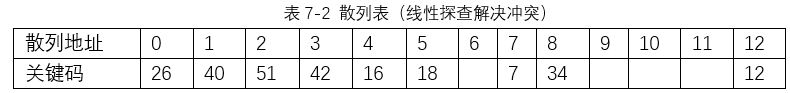 表 7-2 散列表（线性探查解决冲突）
散列地址 0 1 2 3 4 5 6 7 8 9 10 11 12
关键码 26 40 51 42 16 18 7 34 12